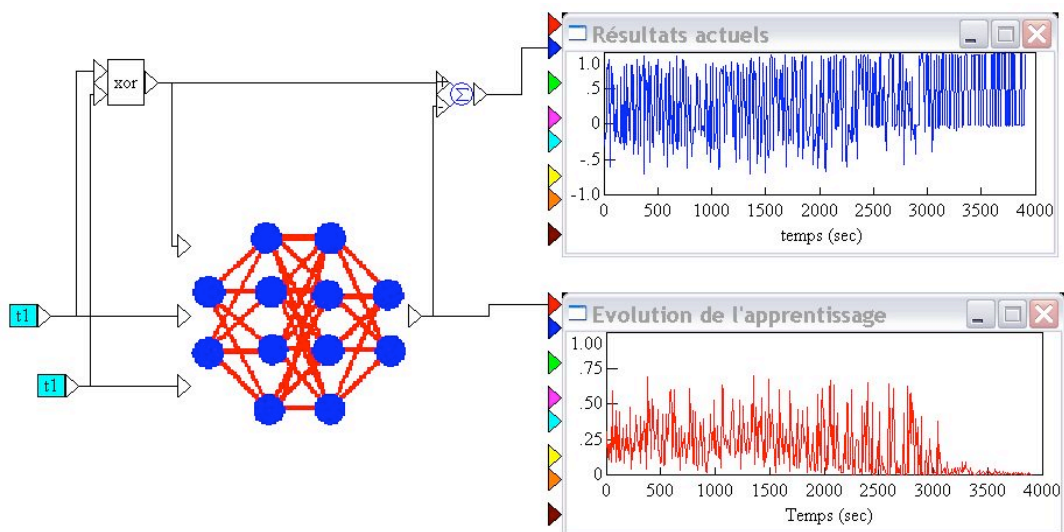 Résultats actuels
xor
Σ
1.0
.5
0
-.5
-1.0
0 500 1000 1500 2000 2500 3000 3500 4000
temps (sec)
t1
t1
Evolution de l'apprentissage
1.00
.75
.50
.25
0
0 500 1000 1500 2000 2500 3000 3500 4000
Temps (sec)